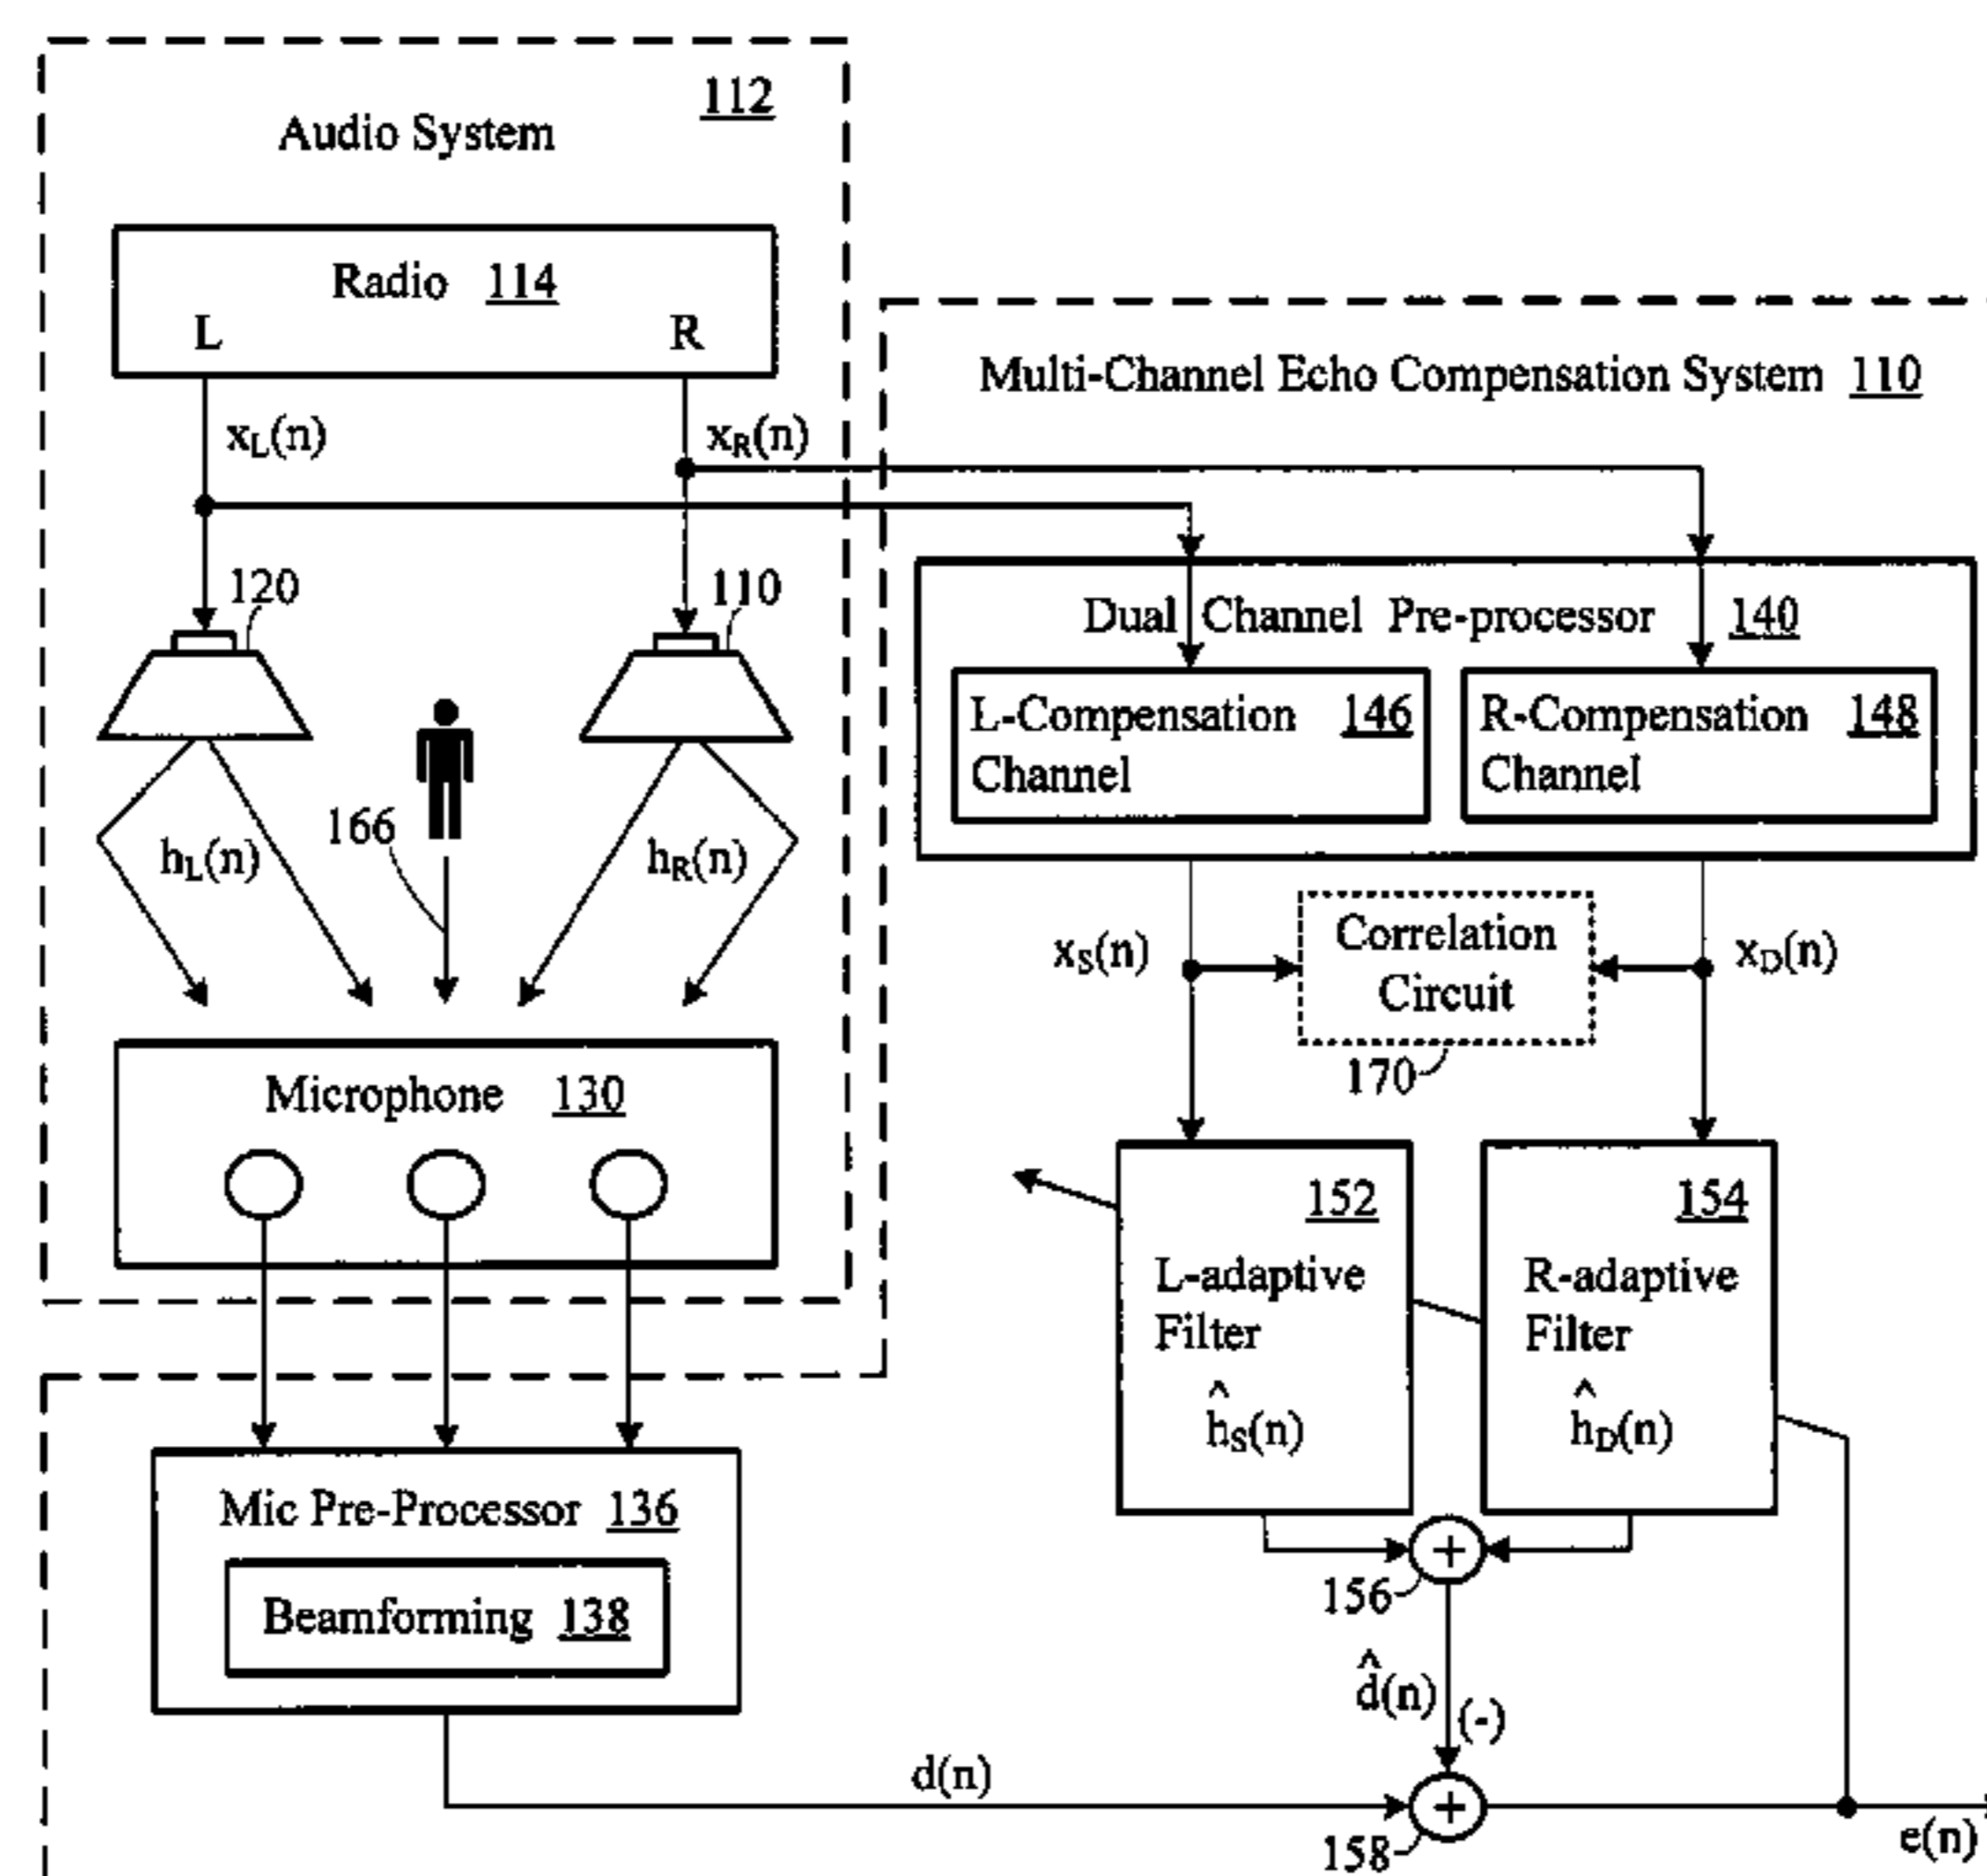 112
Audio System
Radio 114
L R
xL(n) xR(n)
120 110
166
hL(n) hR(n)
Microphone 130
Mic Pre-Processor 136
Beamforming 138
Multi-Channel Echo Compensation System 110
Dual Channel Pre-processor 140
L-Compensation 146
Channel
R-Compensation 148
Channel
xS(n)
Correlation
Circuit
xD(n)
170
152
L-adaptive
Filter
^
hS(n)
154
R-adaptive
Filter
^
hD(n)
+
156
^
d(n)
(-)
d(n)
+
158
e(n)